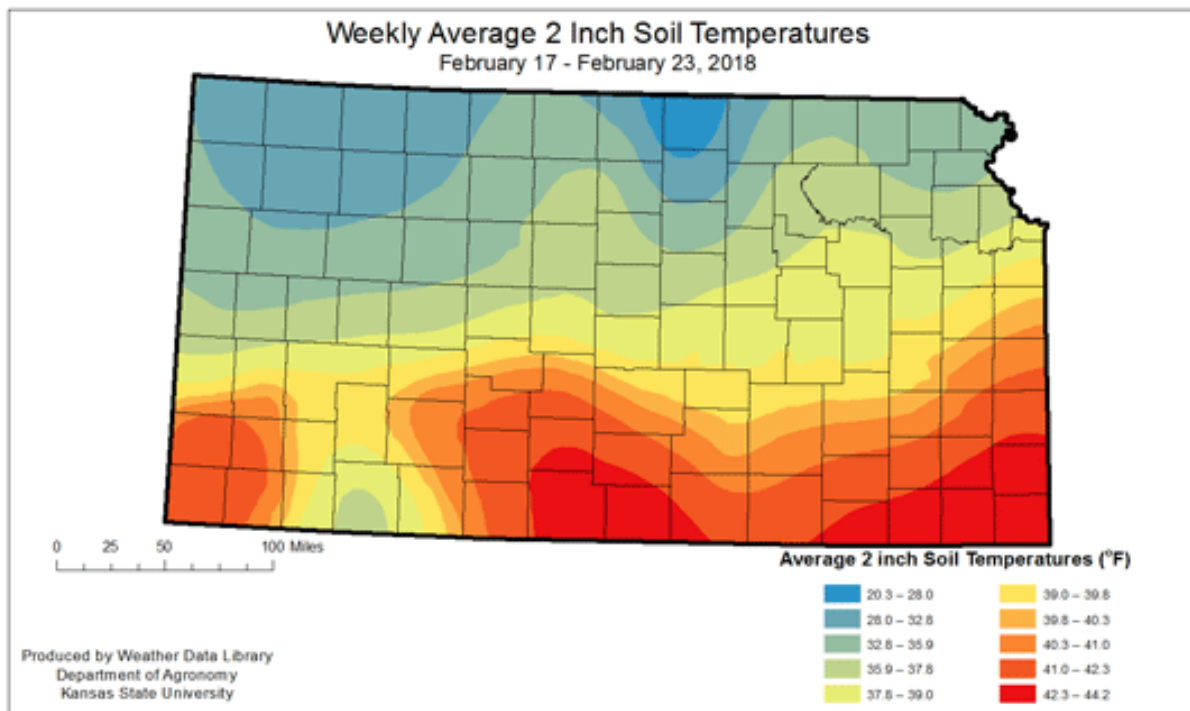 Weekly Average 2 Inch Soil Temperatures
February 17 - February 23, 2018
0 25 50 100 Miles
Average 2 inch Soil Temperatures (°F)
20.3 – 28.0
28.0 – 32.8
32.8 – 35.9
35.9 – 37.8
37.8 – 39.0
39.0 – 39.8
39.8 – 40.3
40.3 – 41.0
41.0 – 42.3
42.3 – 44.2
Produced by Weather Data Library
Department of Agronomy
Kansas State University